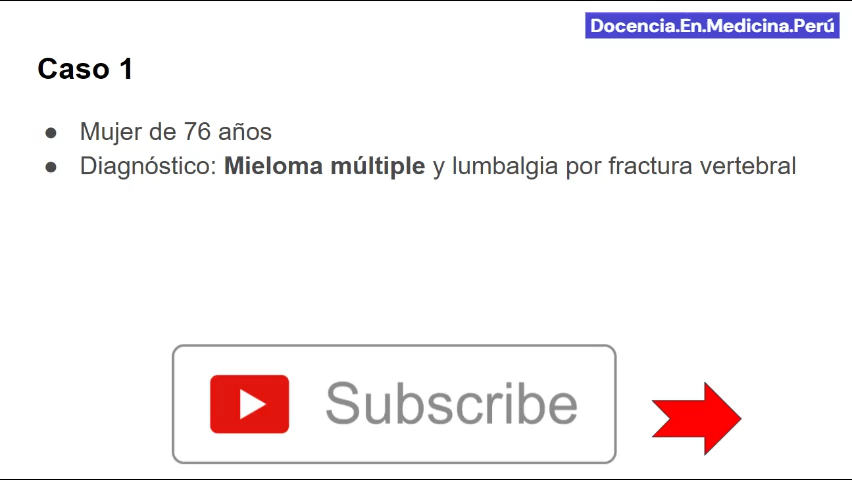 Docencia.En.Medicina.Perú
Caso 1
● Mujer de 76 años
● Diagnóstico: Mieloma múltiple y lumbalgia por fractura vertebral
Subscribe